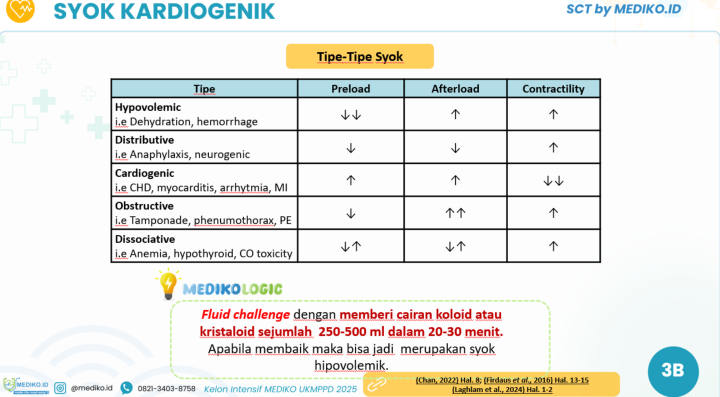 SYOK KARDIOGENIK
SCT by MEDIKO.ID
Tipe-Tipe Syok
Tipe Preload Afterload Contractility
Hypovolemic
i.e Dehydration, hemorrhage ↓↓ ↑ ↑
Distributive
i.e Anaphylaxis, neurogenic ↓ ↓ ↑
Cardiogenic
i.e CHD, myocarditis, arrhytmia, MI ↑ ↑ ↓↓
Obstructive
i.e Tamponade, phenumothorax, PE ↓ ↑↑ ↑
Dissociative
i.e Anemia, hypothyroid, CO toxicity ↓↑ ↓↑ ↑
MEDIKOLOGIC
Fluid challenge dengan memberi cairan koloid atau
kristaloid sejumlah 250-500 ml dalam 20-30 menit.
Apabila membaik maka bisa jadi merupakan syok
hipovolemik.
3B
MEDIKO.ID
@mediko.id 0821-3403-8758 Kelon Intensif MEDIKO UKMPPD 2025
(Chan, 2022) Hal. 8; (Firdaus et al., 2016) Hal. 13-15
(Laghlam et al., 2024) Hal. 1-2